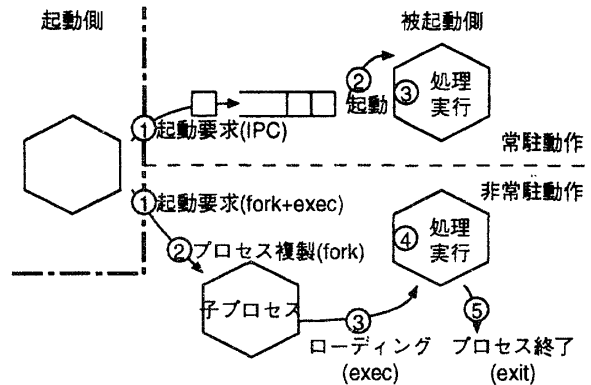 起動側
被起動側
②
起動
③
処理
実行
①起動要求(IPC)
常駐動作
非常駐動作
①起動要求(fork+exec)
②プロセス複製(fork)
④
処理
実行
子プロセス
③
ローディング
(exec)
⑤
プロセス終了
(exit)